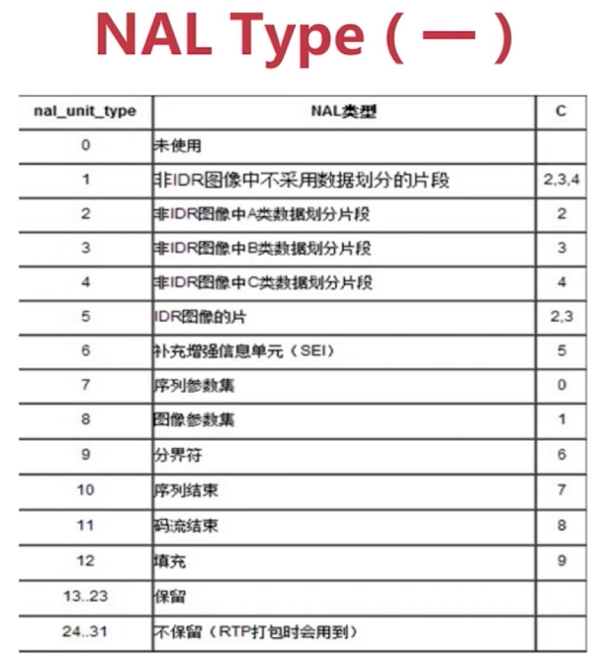 NAL Type（一）
nal_unit_type NAL类型 C
0 未使用
1 非IDR图像中不采用数据划分的片段 2,3,4
2 非IDR图像中A类数据划分片段 2
3 非IDR图像中B类数据划分片段 3
4 非IDR图像中C类数据划分片段 4
5 IDR图像的片 2,3
6 补充增强信息单元（SEI） 5
7 序列参数集 0
8 图像参数集 1
9 分界符 6
10 序列结束 7
11 码流结束 8
12 填充 9
13..23 保留
24..31 不保留（RTP打包时会用到）